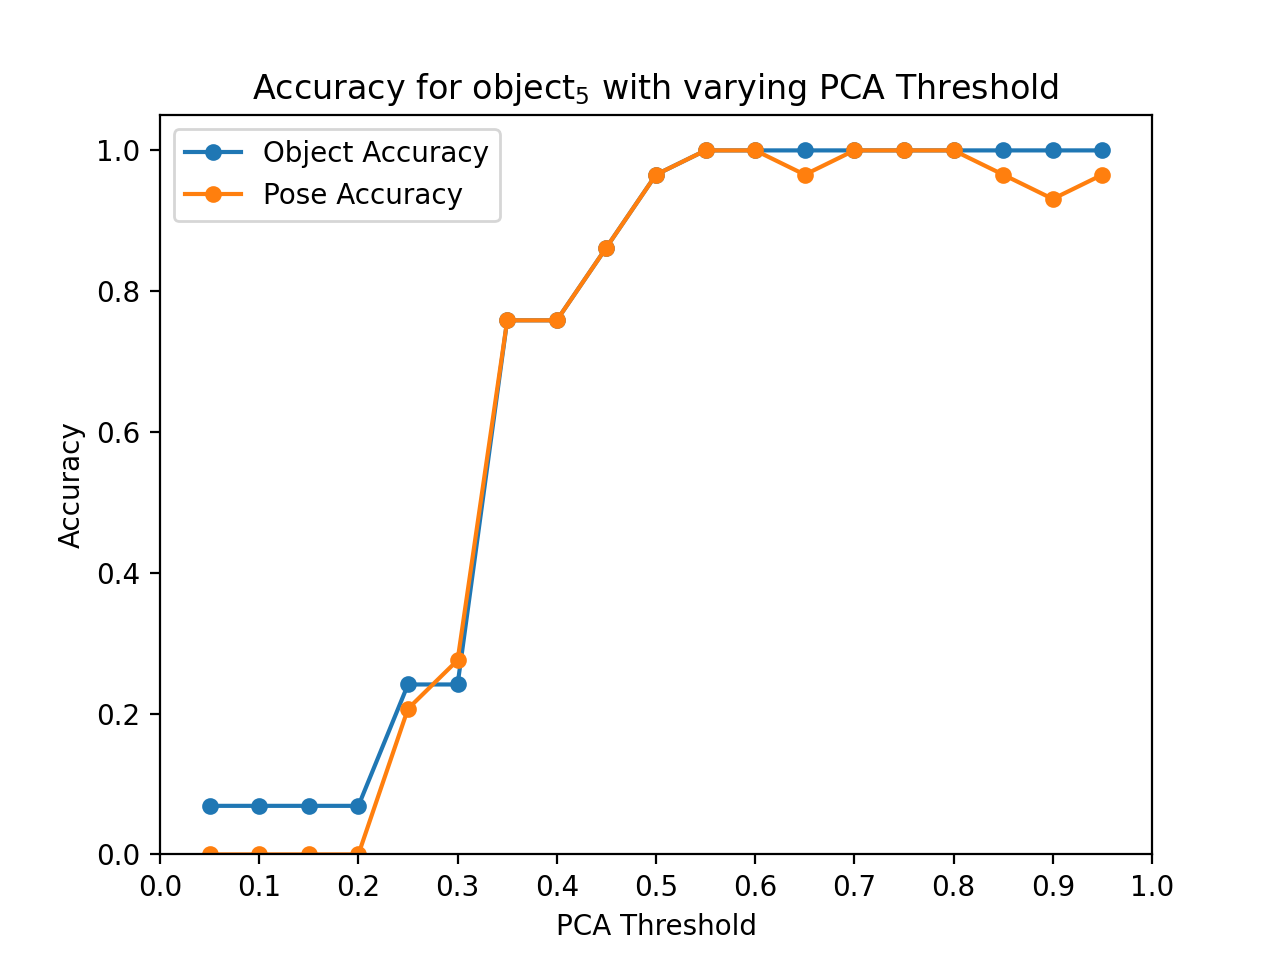 Accuracy for object₅ with varying PCA Threshold
Object Accuracy
Pose Accuracy
1.0
0.8
0.6
0.4
0.2
0.0
Accuracy
0.0 0.1 0.2 0.3 0.4 0.5 0.6 0.7 0.8 0.9 1.0
PCA Threshold